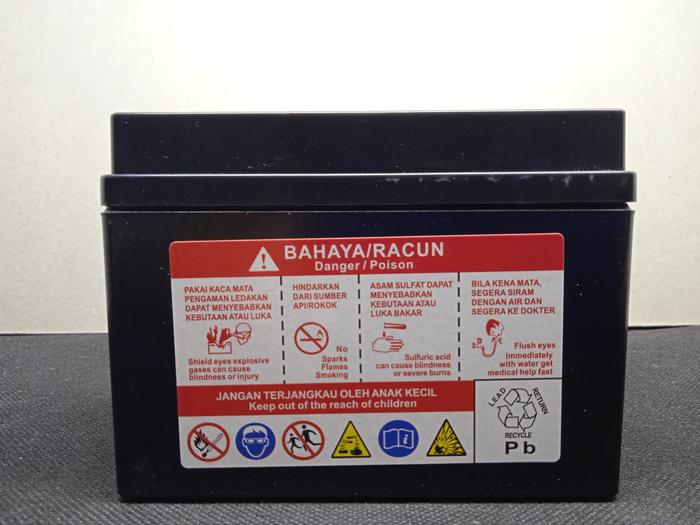 BAHAYA/RACUN
Danger / Poison
PAKAI KACA MATA
PENGAMAN LEDAKAN
DAPAT MENYEBABKAN
KEBUTAAN ATAU LUKA
Shield eyes explosive
gases can cause
blindness or injury
HINDARKAN
DARI SUMBER
API/ROKOK
No
Sparks
Flames
Smoking
ASAM SULFAT DAPAT
MENYEBABKAN
KEBUTAAN ATAU
LUKA BAKAR
Sulfuric acid
can cause blindness
or severe burns
BILA KENA MATA,
SEGERA SIRAM
DENGAN AIR DAN
SEGERA KE DOKTER
Flush eyes
immediately
with water get
medical help fast
JANGAN TERJANGKAU OLEH ANAK KECIL
Keep out of the reach of children
LEAD
RETURN
RECYCLE
Pb